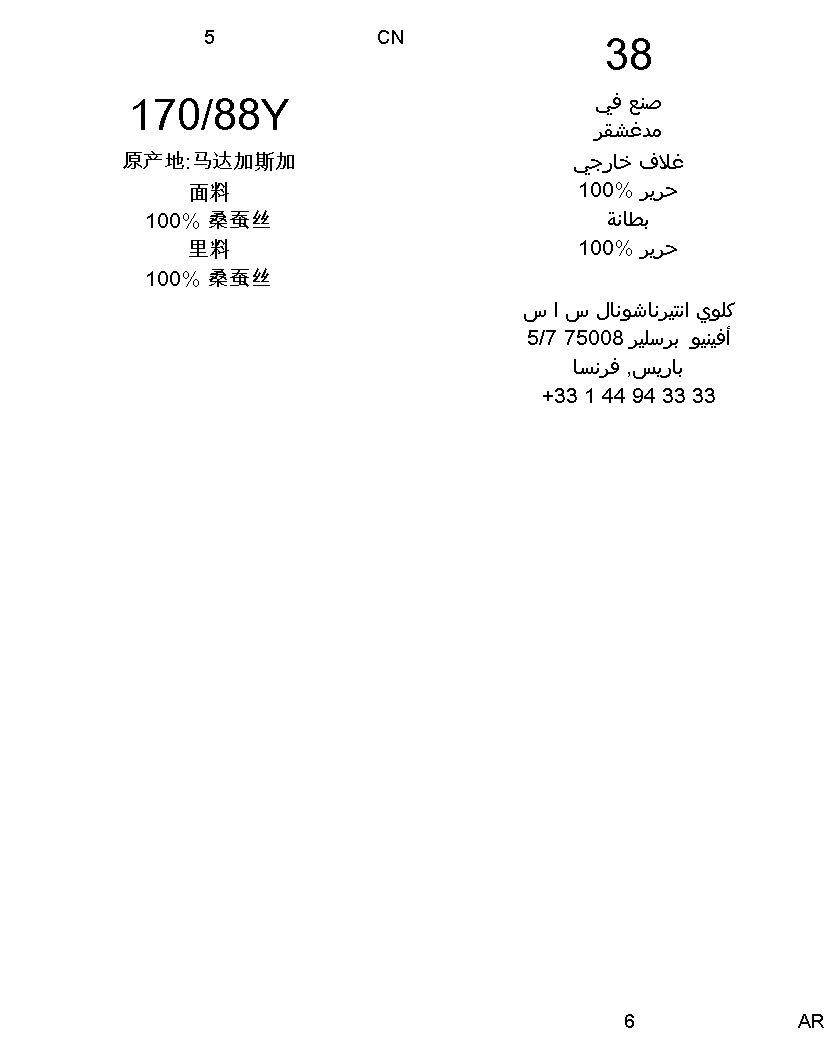 5
CN
170/88Y
原产地:马达加斯加
面料
100% 桑蚕丝
里料
100% 桑蚕丝
38
صنع في
مدغشقر
غلاف خارجي
100% حرير
بطانة
100% حرير
كلوي انتيرناشونال س ا س
5/7 أفينيو برسلير 75008
باريس, فرنسا
+33 1 44 94 33 33
6
AR